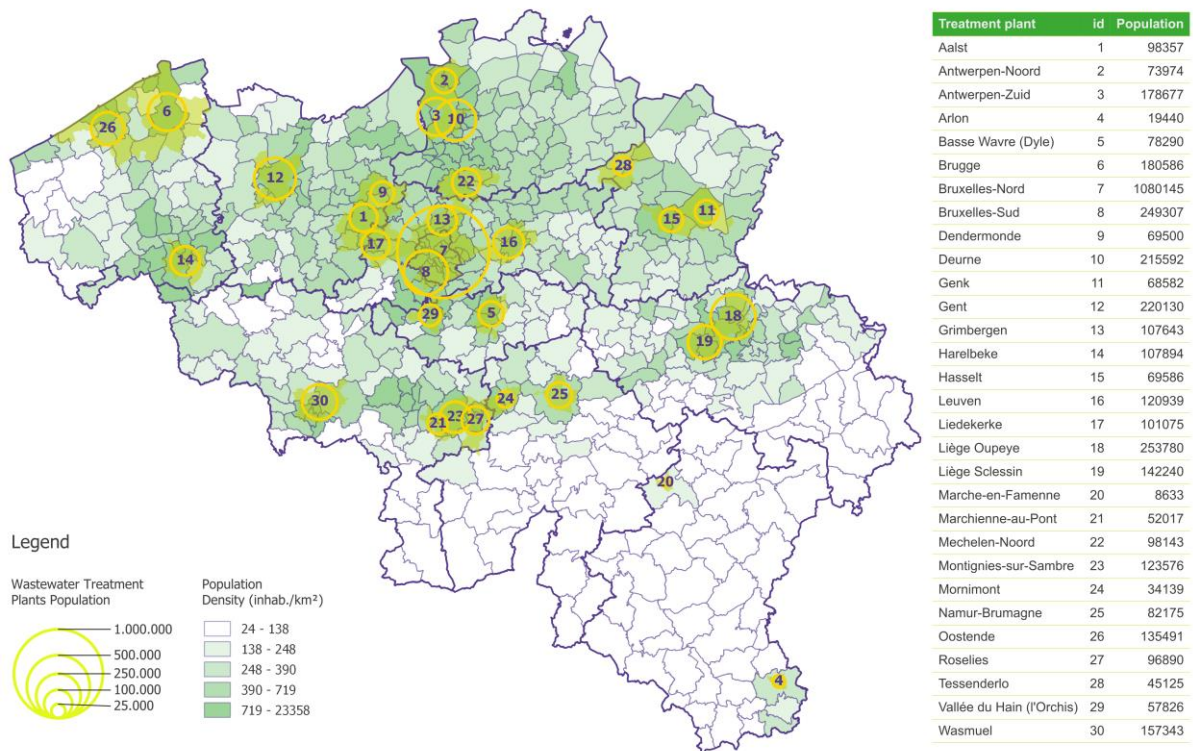 2
3
10
6
26
12
28
22
9
1
13
15
11
17
16
7
14
8
29
5
18
19
30
24
25
21
23
27
20
4
Legend
Wastewater Treatment
Plants Population
1.000.000
500.000
250.000
100.000
25.000
Population
Density (inhab./km²)
24 - 138
138 - 248
248 - 390
390 - 719
719 - 23358
Treatment plant id Population
Aalst 1 98357
Antwerpen-Noord 2 73974
Antwerpen-Zuid 3 178677
Arlon 4 19440
Basse Wavre (Dyle) 5 78290
Brugge 6 180586
Bruxelles-Nord 7 1080145
Bruxelles-Sud 8 249307
Dendermonde 9 69500
Deurne 10 215592
Genk 11 68582
Gent 12 220130
Grimbergen 13 107643
Harelbeke 14 107894
Hasselt 15 69586
Leuven 16 120939
Liedekerke 17 101075
Liège Oupeye 18 253780
Liège Sclessin 19 142240
Marche-en-Famenne 20 8633
Marchienne-au-Pont 21 52017
Mechelen-Noord 22 98143
Montignies-sur-Sambre 23 123576
Mornimont 24 34139
Namur-Brumagne 25 82175
Oostende 26 135491
Roselies 27 96890
Tessenderlo 28 45125
Vallée du Hain (l'Orchis) 29 57826
Wasmuel 30 157343